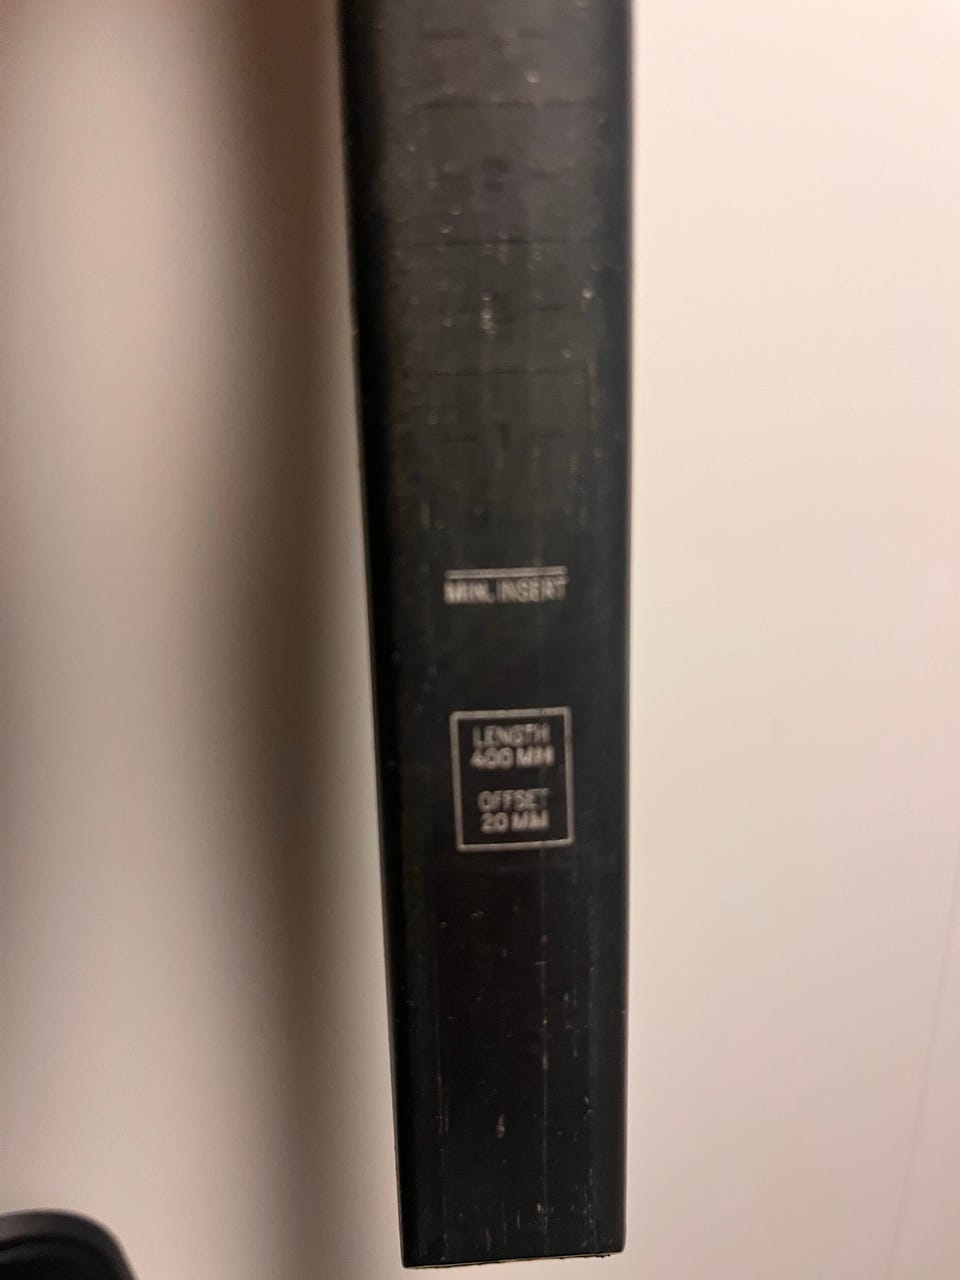 MIN. INSERT
LENGTH
400 MM
OFFSET
20 MM